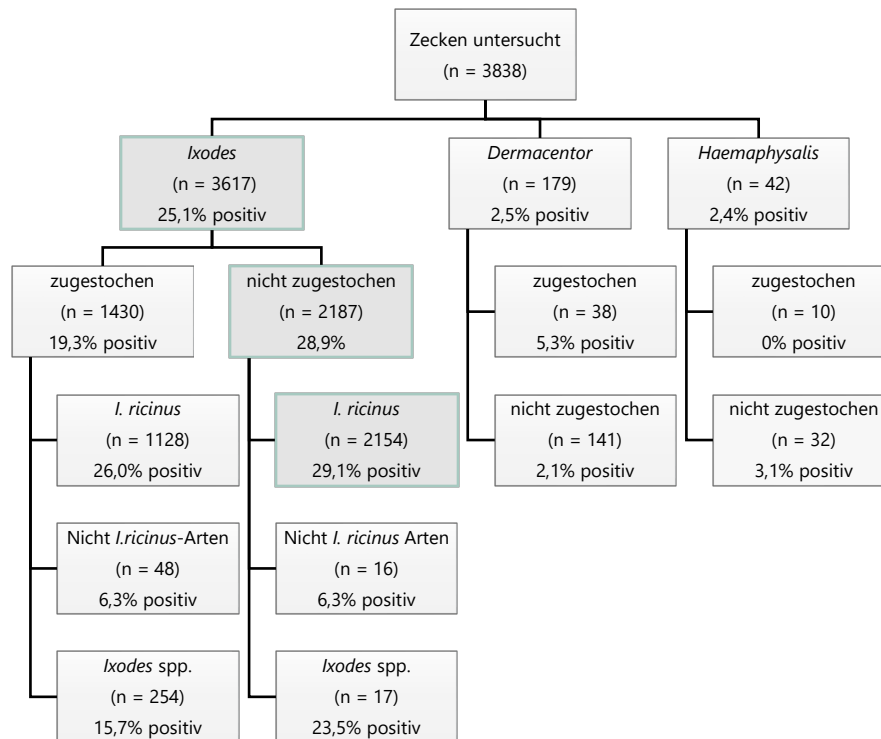 Zecken untersucht
(n = 3838)
Ixodes
(n = 3617)
25,1% positiv
Dermacentor
(n = 179)
2,5% positiv
Haemaphysalis
(n = 42)
2,4% positiv
zugestochen
(n = 1430)
19,3% positiv
nicht zugestochen
(n = 2187)
28,9%
zugestochen
(n = 38)
5,3% positiv
zugestochen
(n = 10)
0% positiv
I. ricinus
(n = 1128)
26,0% positiv
I. ricinus
(n = 2154)
29,1% positiv
nicht zugestochen
(n = 141)
2,1% positiv
nicht zugestochen
(n = 32)
3,1% positiv
Nicht I.ricinus-Arten
(n = 48)
6,3% positiv
Nicht I. ricinus Arten
(n = 16)
6,3% positiv
Ixodes spp.
(n = 254)
15,7% positiv
Ixodes spp.
(n = 17)
23,5% positiv